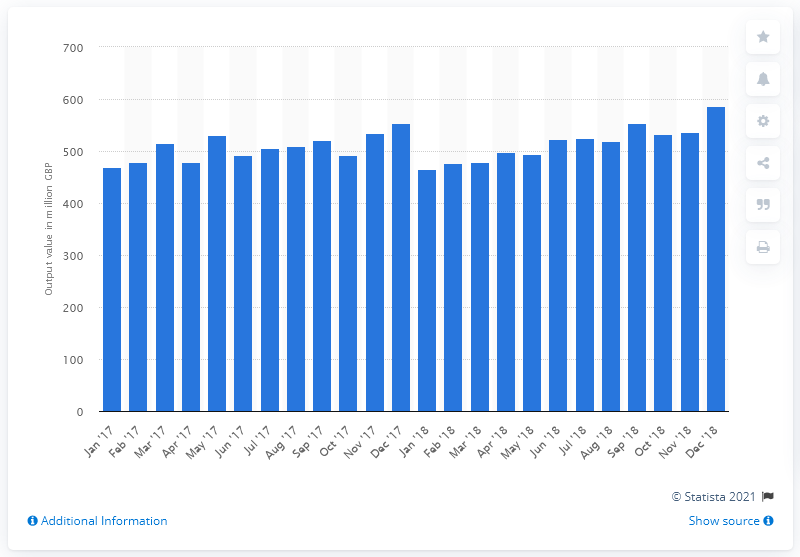 700
600
500
400
300
200
100
0
Output value in million GBP
Jan '17
Feb '17
Mar '17
Apr '17
May '17
Jun '17
Jul '17
Aug '17
Sep '17
Oct '17
Nov '17
Dec '17
Jan '18
Feb '18
Mar '18
Apr '18
May '18
Jun '18
Jul '18
Aug '18
Sep '18
Oct '18
Nov '18
Dec '18
© Statista 2021
Additional Information
Show source